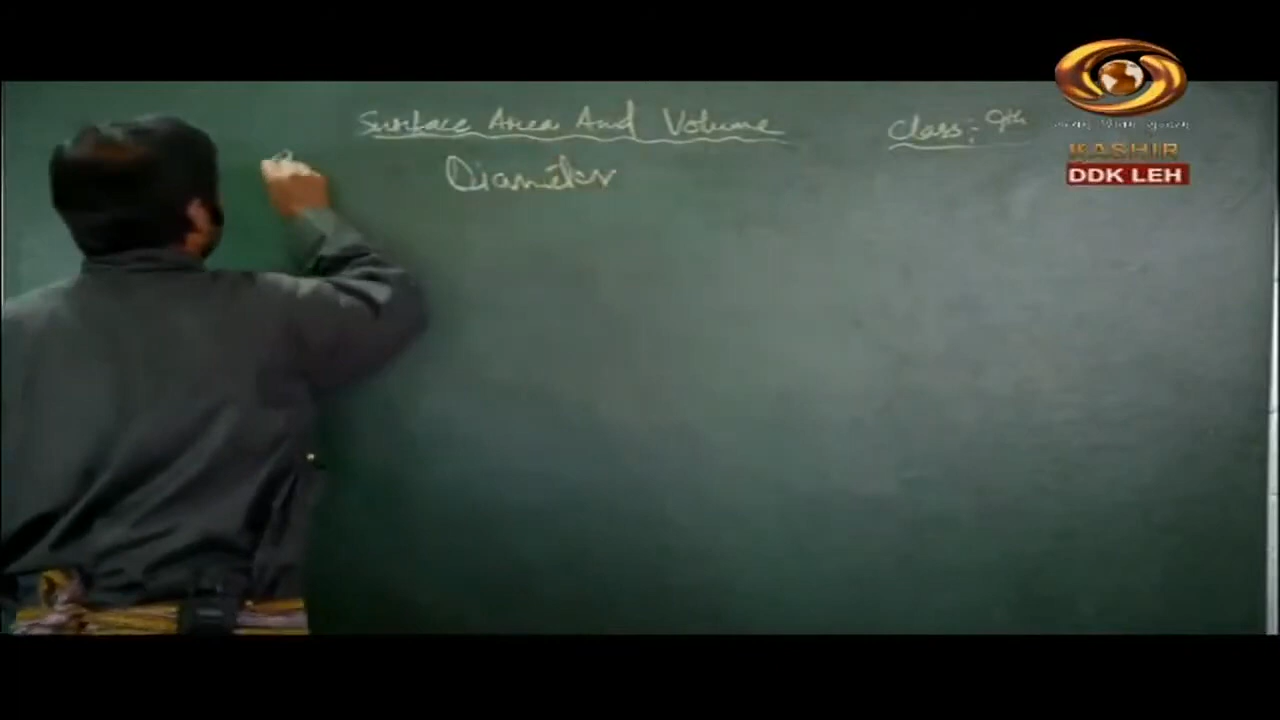 Surface Area And Volume
Class:- 9th
Diameter
KASHIR
DDK LEH